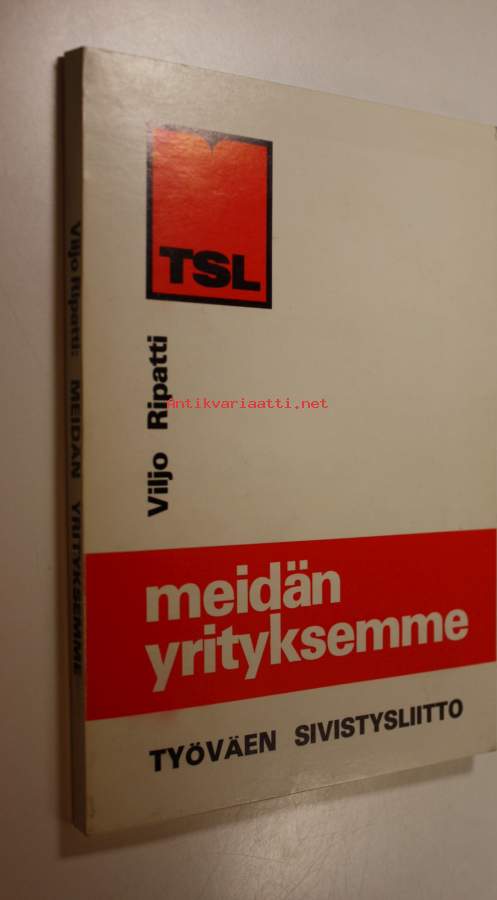 TSL
Viljo Ripatti
Antikvariaatti.net
meidän
yrityksemme
TYÖVÄEN SIVISTYSLIITTO
Viljo Ripatti: MEIDÄN YRITYKSEMME